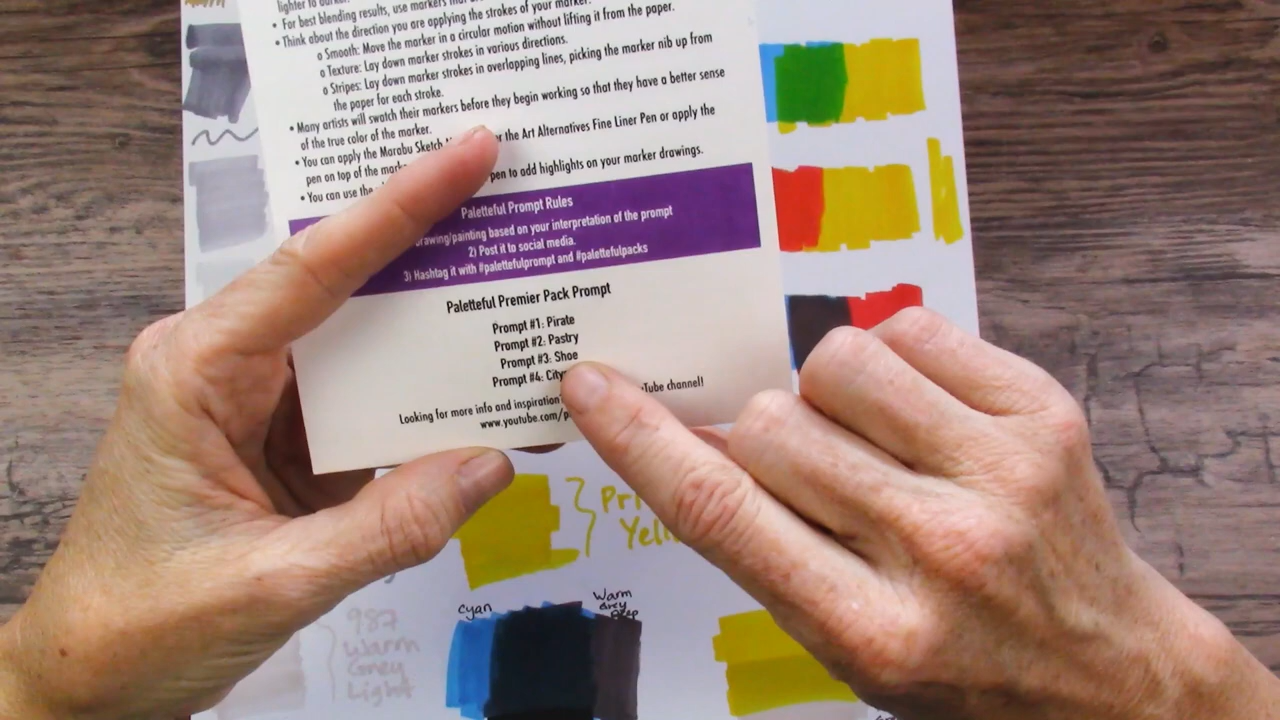 lighter to darker.
• For best blending results, use markers that
• Think about the direction you are applying the strokes of your marker.
o Smooth: Move the marker in a circular motion without lifting it from the paper.
o Texture: Lay down marker strokes in various directions.
o Stripes: Lay down marker strokes in overlapping lines, picking the marker nib up from
the paper for each stroke.
• Many artists will swatch their markers before they begin working so that they have a better sense
of the true color of the marker.
• You can apply the Marabu Sketch the Art Alternatives Fine Liner Pen or apply the
pen on top of the
• You can use the pen to add highlights on your marker drawings.
Paletteful Prompt Rules
drawing/painting based on your interpretation of the prompt
2) Post it to social media.
3) Hashtag it with #palettefulprompt and #palettefulpacks
Paletteful Premier Pack Prompt
Prompt #1: Pirate
Prompt #2: Pastry
Prompt #3: Shoe
Prompt #4: City
Looking for more info and inspiration Tube channel!
www.youtube.com/p
Cyan
Warm
Grey
Deep
987
Warm
Grey
Light